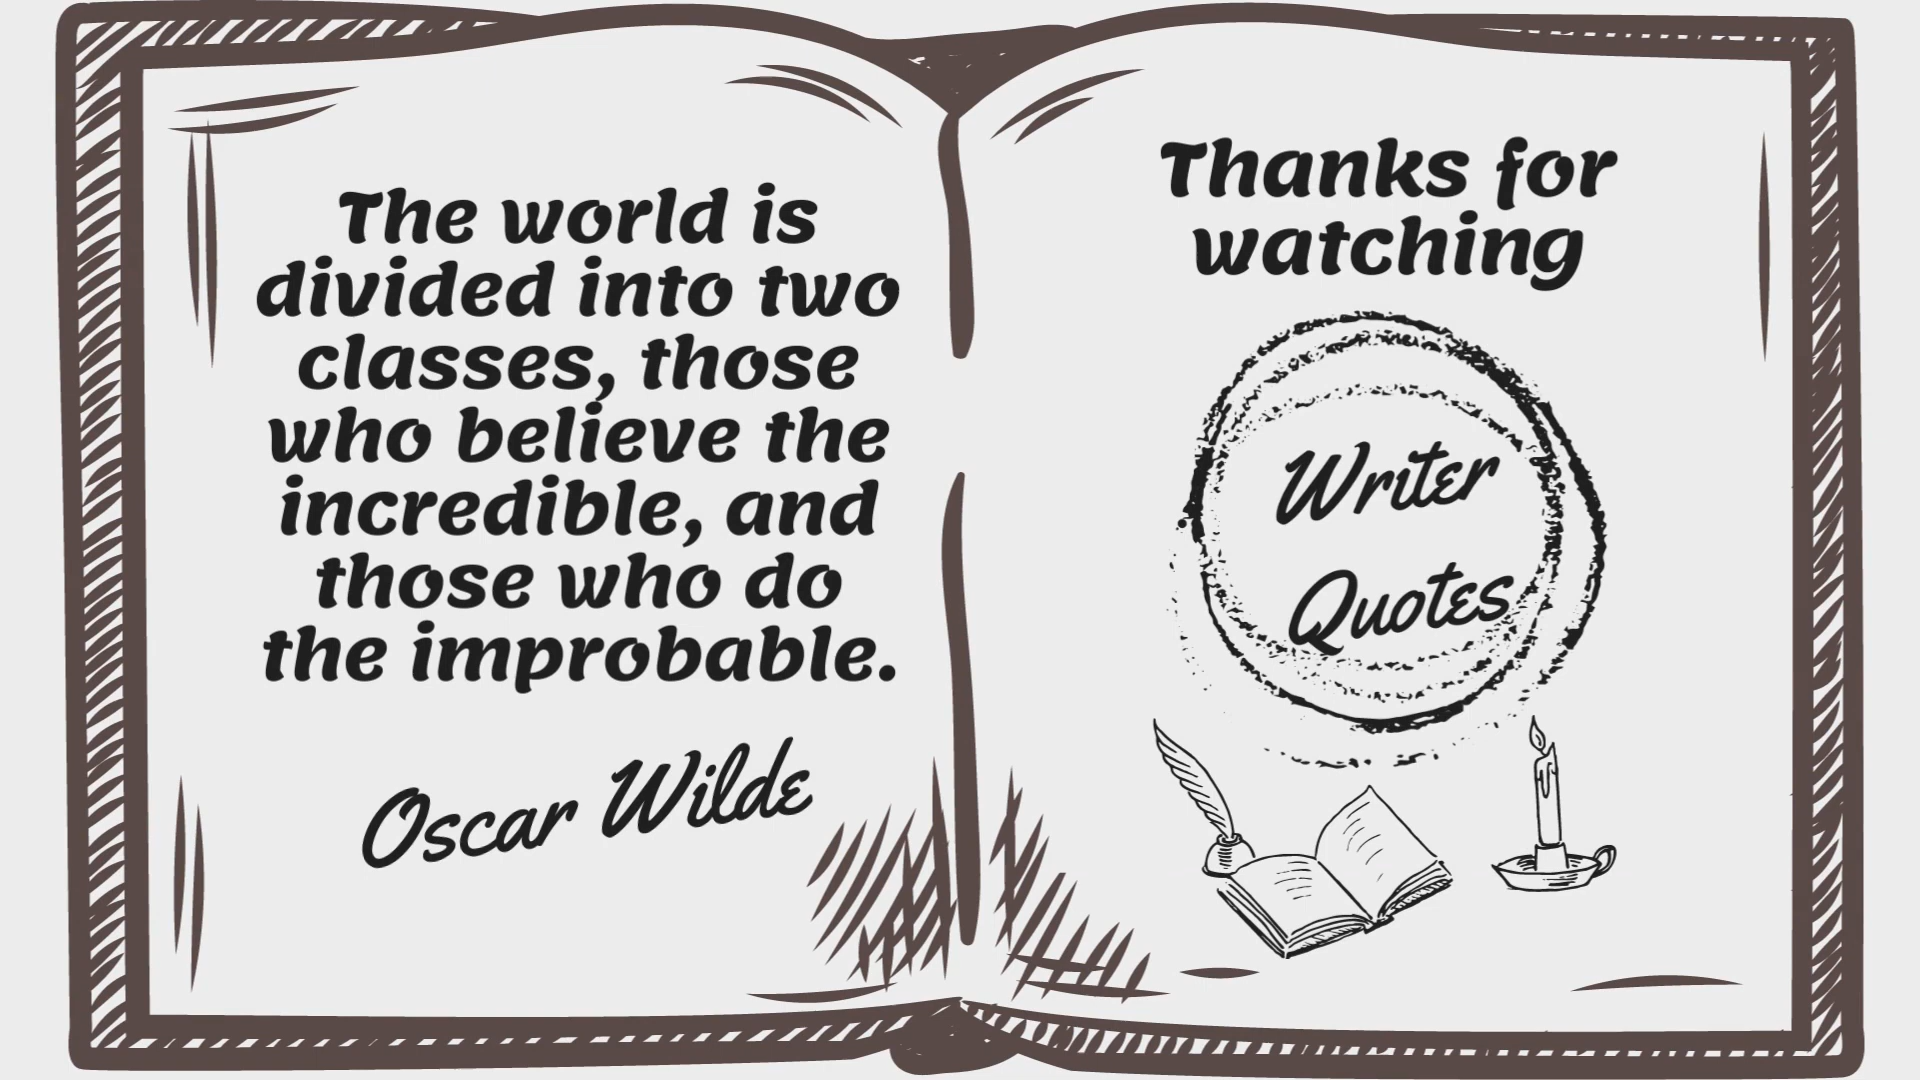 The world is
divided into two
classes, those
who believe the
incredible, and
those who do
the improbable.
Oscar Wilde
Thanks for
watching
Writer
Quotes